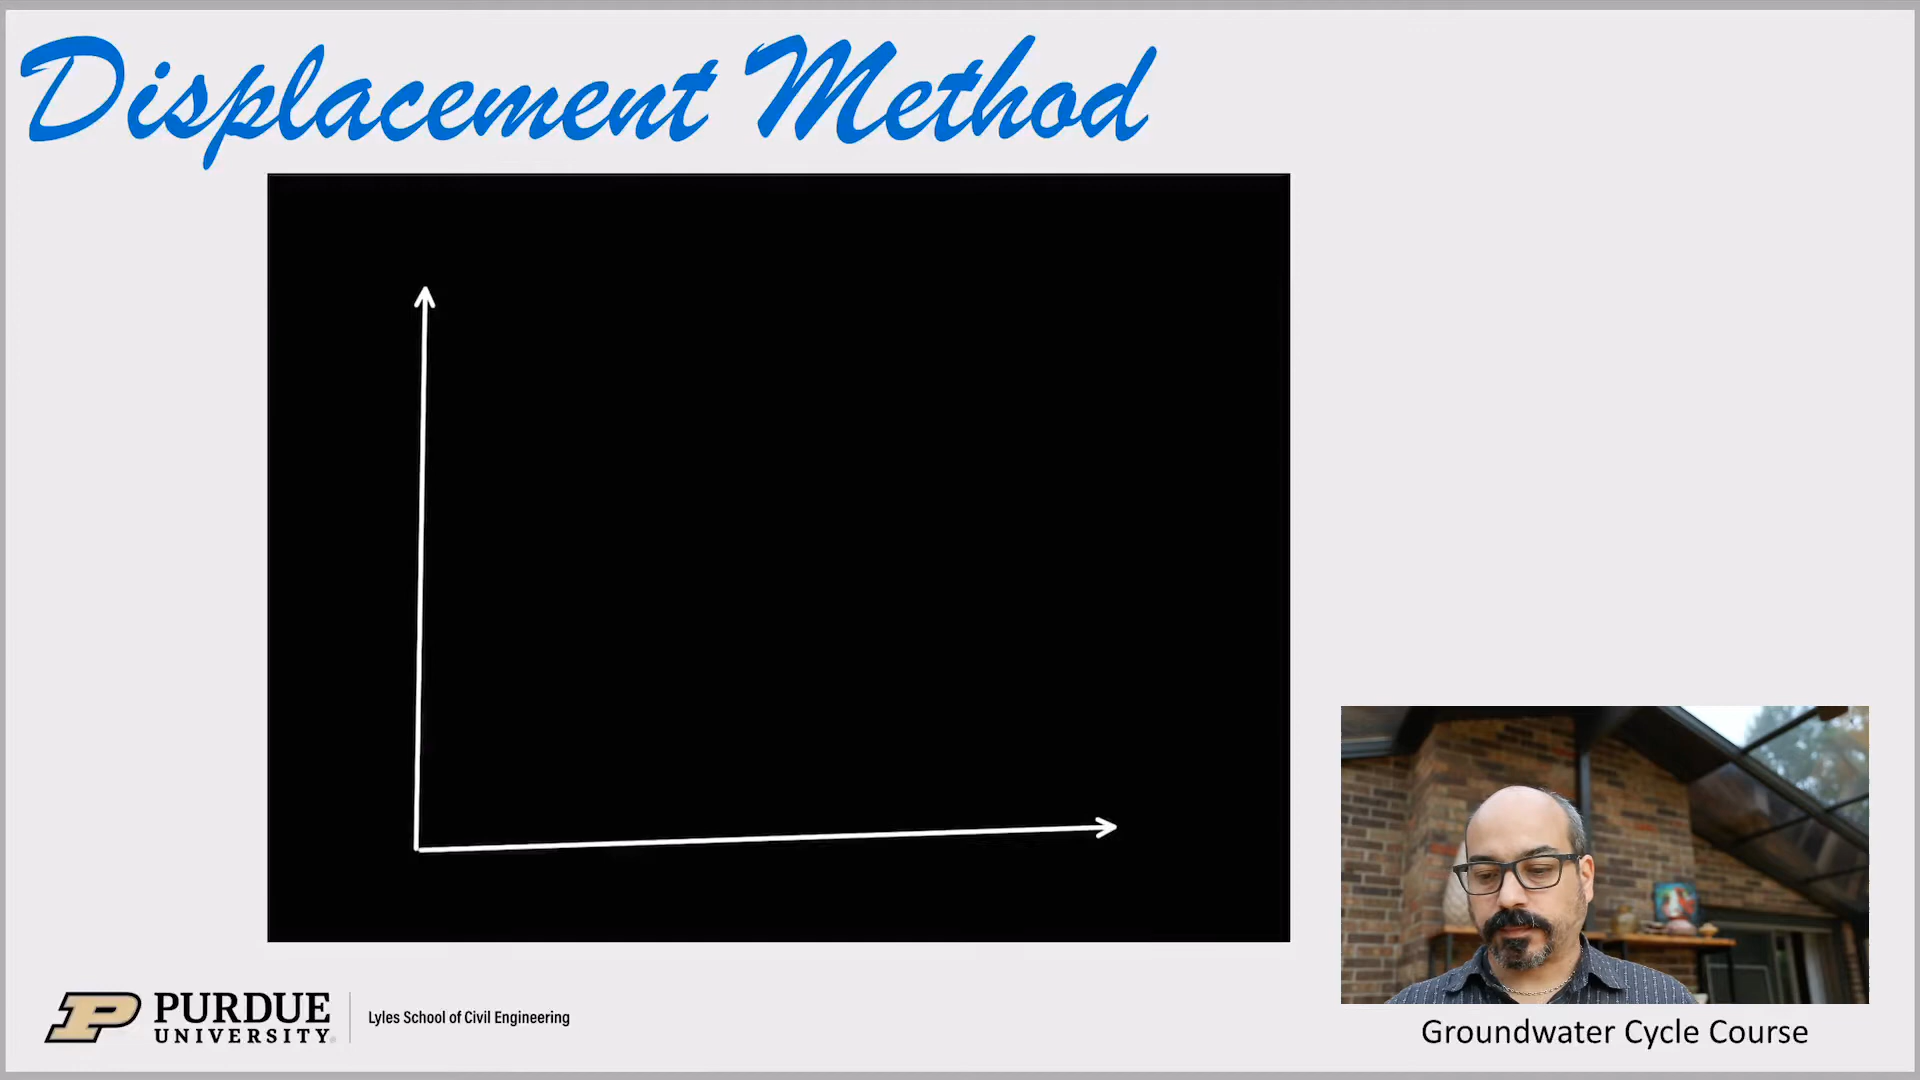 Displacement Method
PURDUE
UNIVERSITY
Lyles School of Civil Engineering
Groundwater Cycle Course